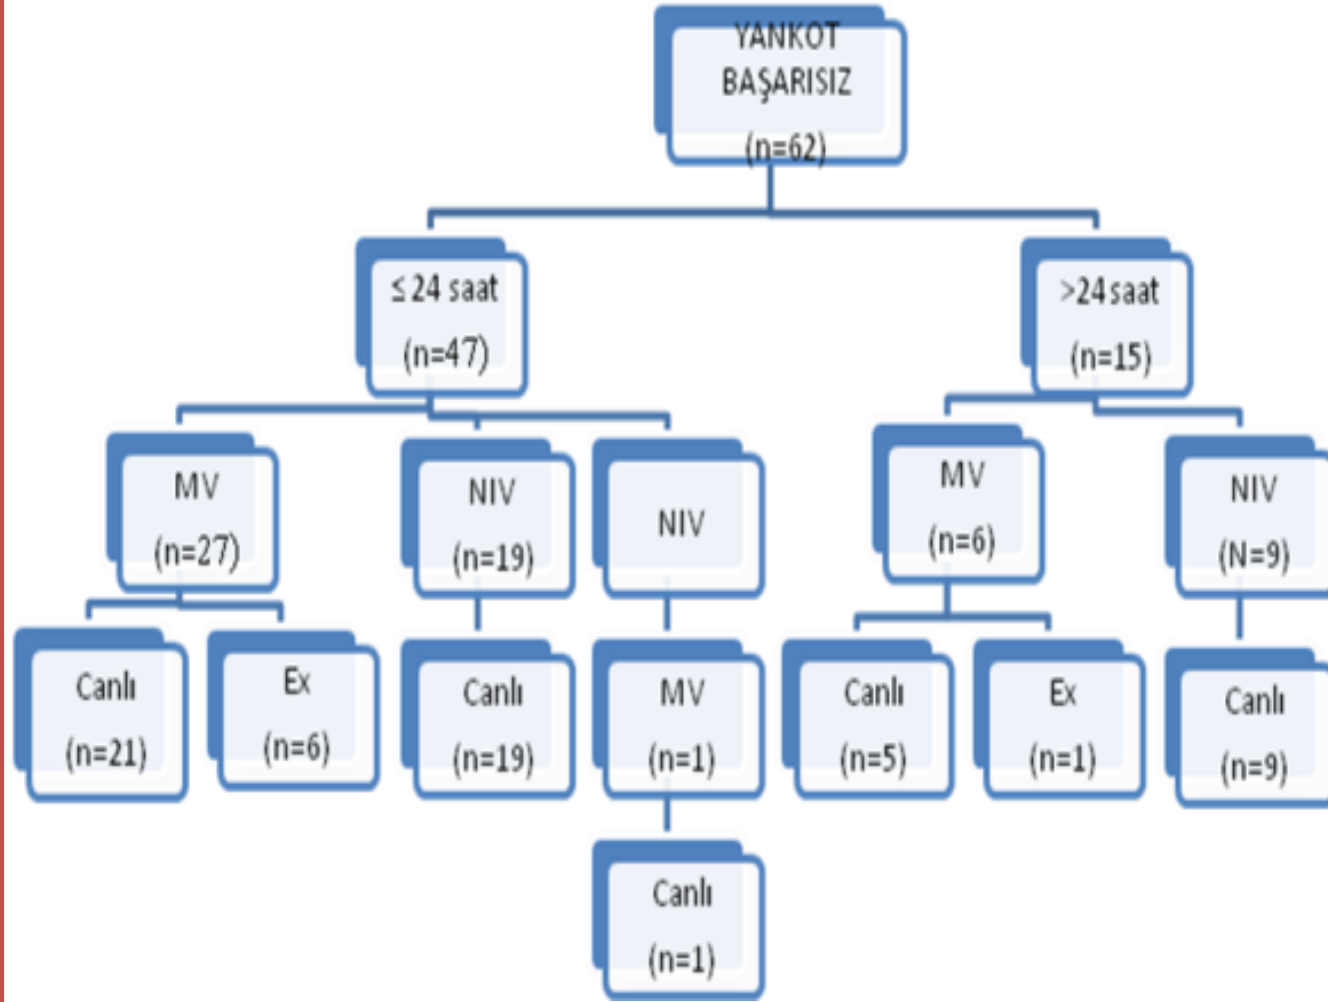 YANKOT
BAŞARISIZ
(n=62)
≤ 24 saat
(n=47)
>24 saat
(n=15)
MV
(n=27)
NIV
(n=19)
NIV
MV
(n=6)
NIV
(N=9)
Canlı
(n=21)
Ex
(n=6)
Canlı
(n=19)
MV
(n=1)
Canlı
(n=5)
Ex
(n=1)
Canlı
(n=9)
Canlı
(n=1)